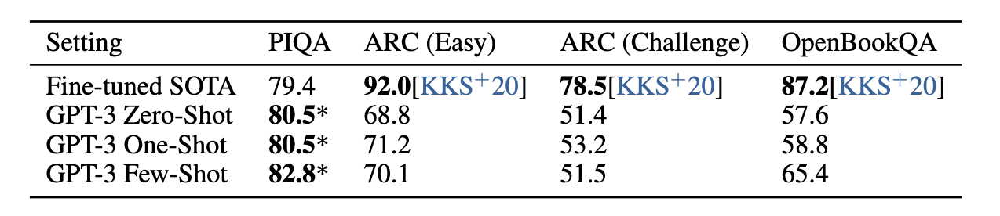 Setting PIQA ARC (Easy) ARC (Challenge) OpenBookQA
Fine-tuned SOTA 79.4 92.0[KKS+20] 78.5[KKS+20] 87.2[KKS+20]
GPT-3 Zero-Shot 80.5* 68.8 51.4 57.6
GPT-3 One-Shot 80.5* 71.2 53.2 58.8
GPT-3 Few-Shot 82.8* 70.1 51.5 65.4